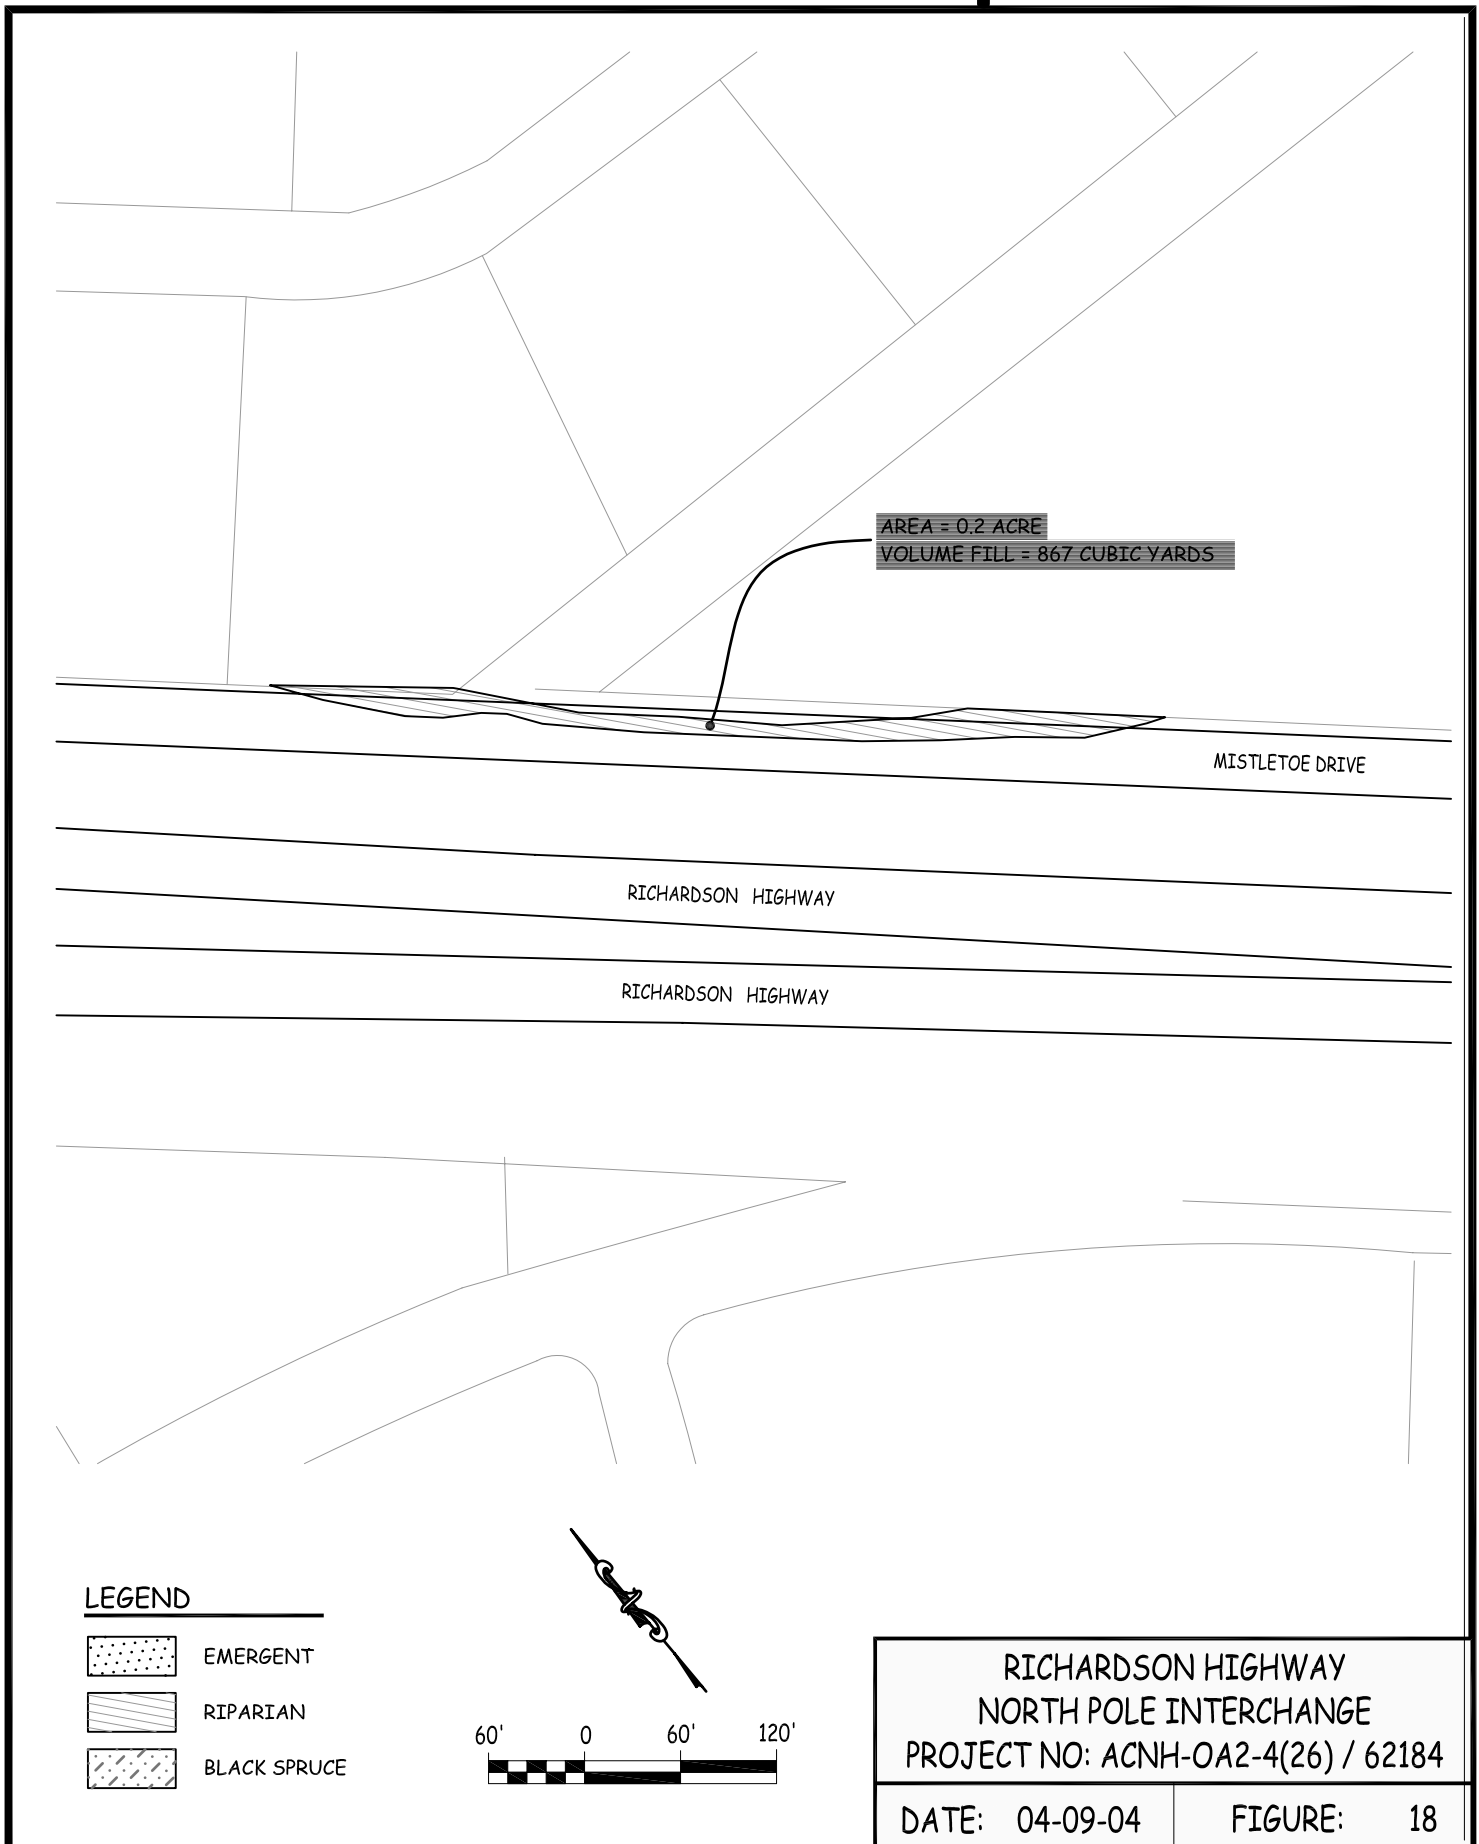 AREA = 0.2 ACRE
VOLUME FILL = 867 CUBIC YARDS
MISTLETOE DRIVE
RICHARDSON HIGHWAY
RICHARDSON HIGHWAY
LEGEND
EMERGENT
RIPARIAN
BLACK SPRUCE
60' 0 60' 120'
RICHARDSON HIGHWAY
NORTH POLE INTERCHANGE
PROJECT NO: ACNH-OA2-4(26) / 62184
DATE: 04-09-04 FIGURE: 18